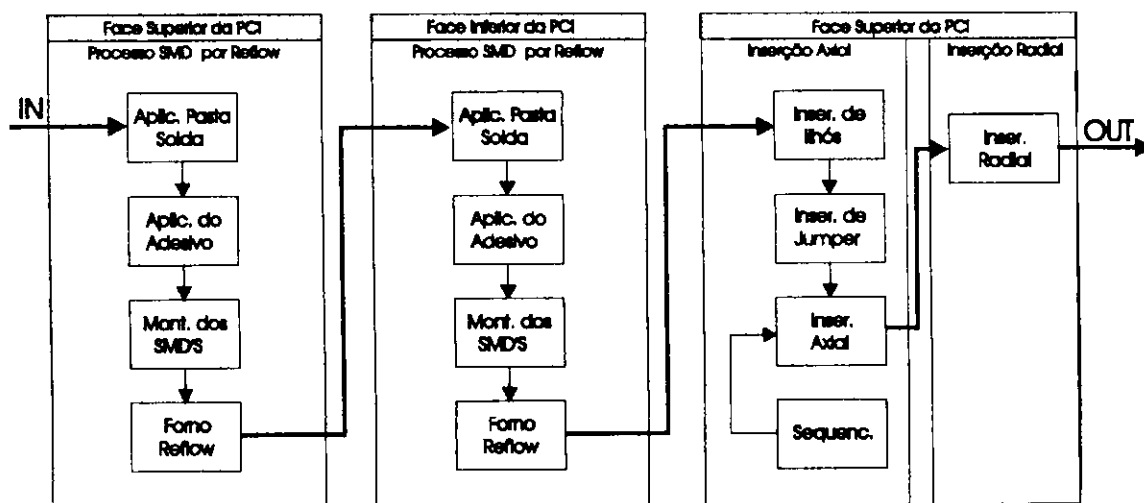 Face Superior da PCI
Processo SMD por Reflow
IN
Aplic. Pasta
Solda
Aplic. do
Adesivo
Mont. dos
SMD'S
Forno
Reflow
Face Inferior da PCI
Processo SMD por Reflow
Aplic. Pasta
Solda
Aplic. do
Adesivo
Mont. dos
SMD'S
Forno
Reflow
Face Superior da PCI
Inserção Axial
Inser. de
Ilhós
Inser. de
Jumper
Inser.
Axial
Sequenc.
Inserção Radial
Inser.
Radial
OUT